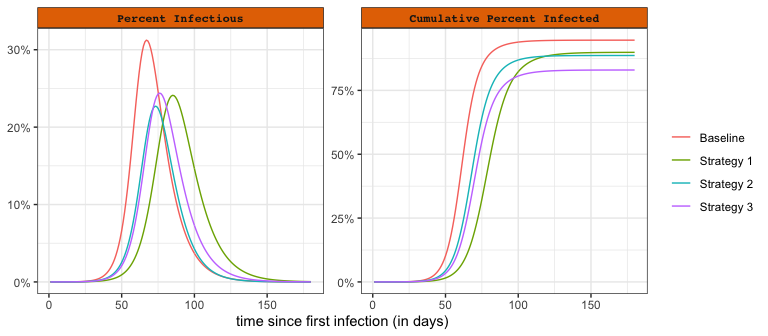 Percent Infectious
Cumulative Percent Infected
30%
20%
10%
0%
75%
50%
25%
0%
0 50 100 150
0 50 100 150
time since first infection (in days)
Baseline
Strategy 1
Strategy 2
Strategy 3